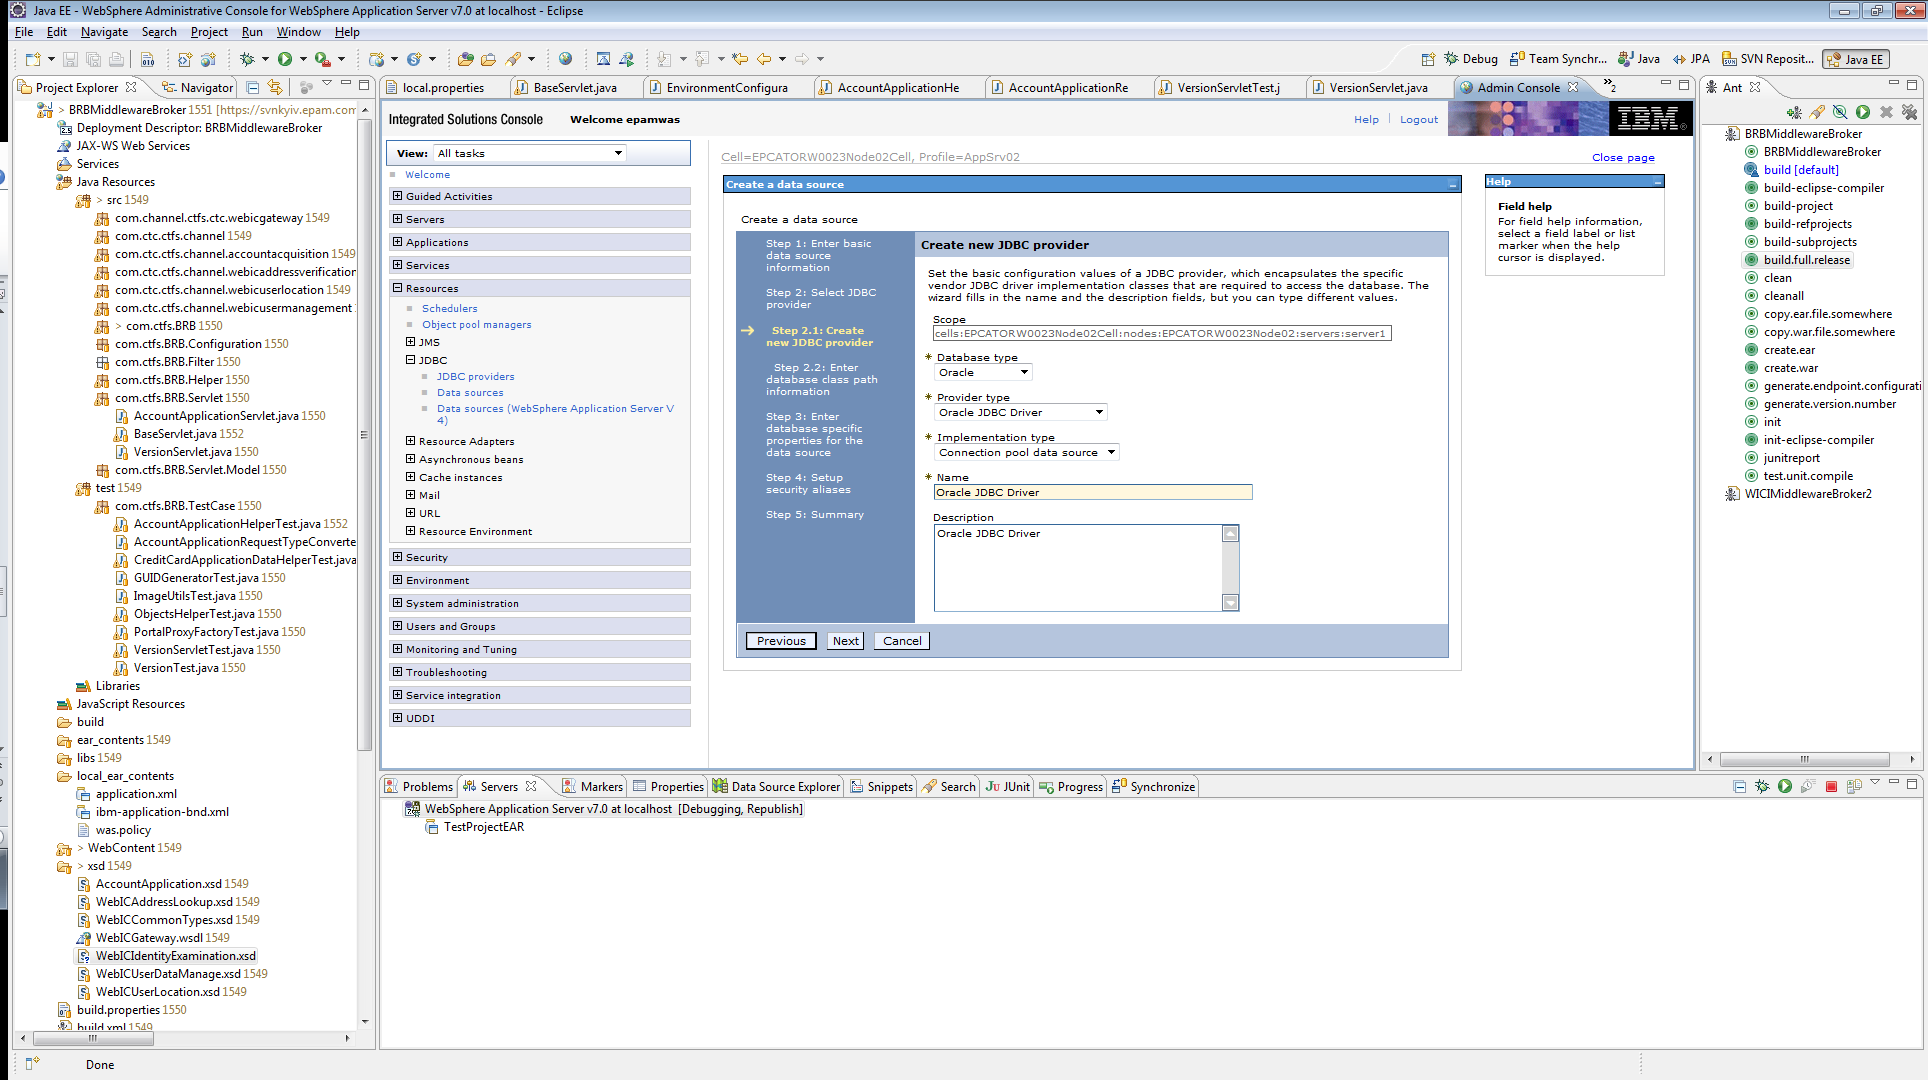 Java EE - WebSphere Administrative Console for WebSphere Application Server v7.0 at localhost - Eclipse
File Edit Navigate Search Project Run Window Help
Debug Team Synchr... Java JPA SVN Reposit... Java EE
Project Explorer Navigator
> BRBMiddlewareBroker 1551 [https://svnkyiv.epam.com
Deployment Descriptor: BRBMiddlewareBroker
JAX-WS Web Services
Services
Java Resources
> src 1549
com.channel.ctfs.ctc.webicgateway 1549
com.ctc.ctfs.channel 1549
com.ctc.ctfs.channel.accountacquisition 1549
com.ctc.ctfs.channel.webicaddressverification
com.ctc.ctfs.channel.webicuserlocation 1549
com.ctc.ctfs.channel.webicusermanagement
> com.ctfs.BRB 1550
com.ctfs.BRB.Configuration 1550
com.ctfs.BRB.Filter 1550
com.ctfs.BRB.Helper 1550
com.ctfs.BRB.Servlet 1550
AccountApplicationServlet.java 1550
BaseServlet.java 1552
VersionServlet.java 1550
com.ctfs.BRB.Servlet.Model 1550
test 1549
com.ctfs.BRB.TestCase 1550
AccountApplicationHelperTest.java 1552
AccountApplicationRequestTypeConverte
CreditCardApplicationDataHelperTest.java
GUIDGeneratorTest.java 1550
ImageUtilsTest.java 1550
ObjectsHelperTest.java 1550
PortalProxyFactoryTest.java 1550
VersionServletTest.java 1550
VersionTest.java 1550
Libraries
JavaScript Resources
build
ear_contents 1549
libs 1549
local_ear_contents
application.xml
ibm-application-bnd.xml
was.policy
> WebContent 1549
> xsd 1549
AccountApplication.xsd 1549
WebICAddressLookup.xsd 1549
WebICCommonTypes.xsd 1549
WebICGateway.wsdl 1549
WebICIdentityExamination.xsd
WebICUserDataManage.xsd 1549
WebICUserLocation.xsd 1549
build.properties 1550
build.xml 1549
local.properties BaseServlet.java EnvironmentConfigura AccountApplicationHe AccountApplicationRe VersionServletTest.j VersionServlet.java Admin Console » 2
Integrated Solutions Console Welcome epamwas Help Logout IBM
View: All tasks
Welcome
Guided Activities
Servers
Applications
Services
Resources
Schedulers
Object pool managers
JMS
JDBC
JDBC providers
Data sources
Data sources (WebSphere Application Server V
4)
Resource Adapters
Asynchronous beans
Cache instances
Mail
URL
Resource Environment
Security
Environment
System administration
Users and Groups
Monitoring and Tuning
Troubleshooting
Service integration
UDDI
Cell=EPCATORW0023Node02Cell, Profile=AppSrv02
Close page
Create a data source
Create a data source
Step 1: Enter basic
data source
information
Step 2: Select JDBC
provider
Step 2.1: Create
new JDBC provider
Step 2.2: Enter
database class path
information
Step 3: Enter
database specific
properties for the
data source
Step 4: Setup
security aliases
Step 5: Summary
Create new JDBC provider
Set the basic configuration values of a JDBC provider, which encapsulates the specific
vendor JDBC driver implementation classes that are required to access the database. The
wizard fills in the name and the description fields, but you can type different values.
Scope
cells:EPCATORW0023Node02Cell:nodes:EPCATORW0023Node02:servers:server1
* Database type
Oracle
* Provider type
Oracle JDBC Driver
* Implementation type
Connection pool data source
* Name
Oracle JDBC Driver
Description
Oracle JDBC Driver
Previous Next Cancel
Help
Field help
For field help information,
select a field label or list
marker when the help
cursor is displayed.
Ant
BRBMiddlewareBroker
BRBMiddlewareBroker
build [default]
build-eclipse-compiler
build-project
build-refprojects
build-subprojects
build.full.release
clean
cleanall
copy.ear.file.somewhere
copy.war.file.somewhere
create.ear
create.war
generate.endpoint.configurati
generate.version.number
init
init-eclipse-compiler
junitreport
test.unit.compile
WICIMiddlewareBroker2
Problems Servers Markers Properties Data Source Explorer Snippets Search JUnit Progress Synchronize
WebSphere Application Server v7.0 at localhost [Debugging, Republish]
TestProjectEAR
Done